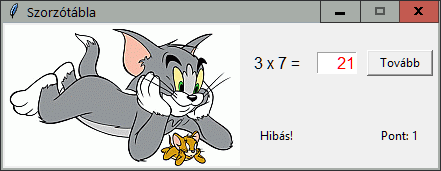 Szorzótábla
3 x 7 = 21 Tovább
Hibás! Pont: 1